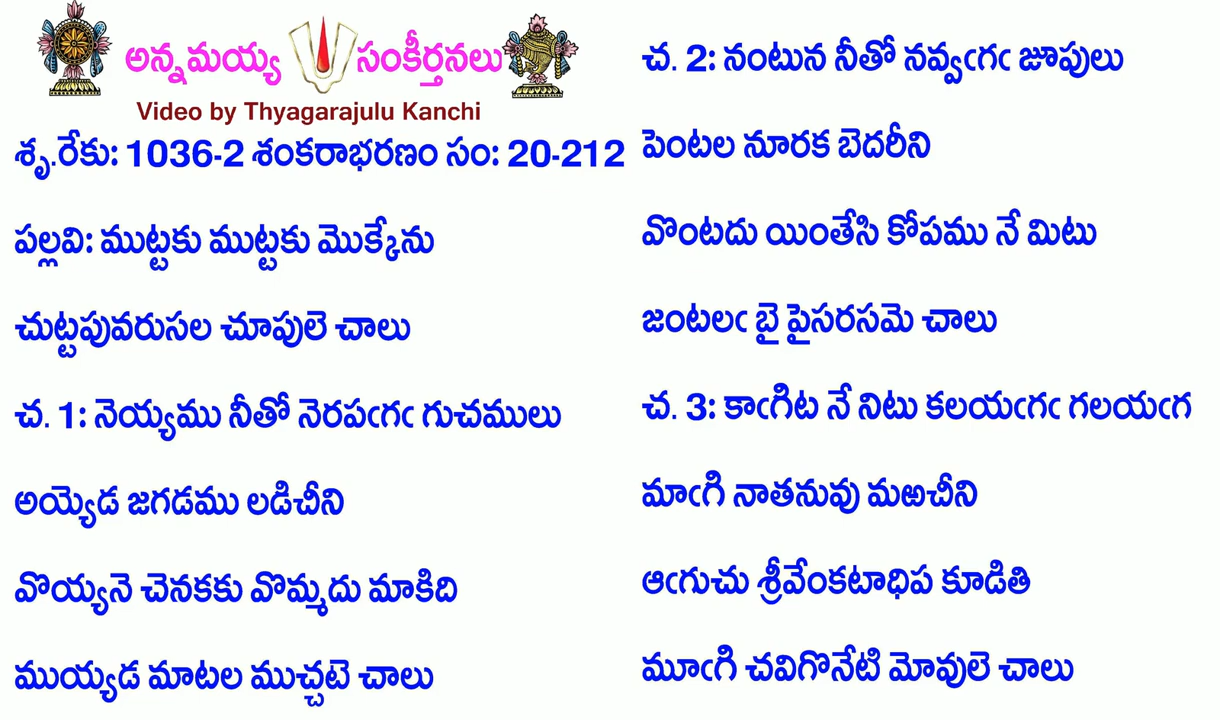 అన్నమయ్య సంకీర్తనలు
Video by Thyagarajulu Kanchi
శృ.రేకు: 1036-2 శంకరాభరణం సం: 20-212
పల్లవి: ముట్టకు ముట్టకు మొక్కేను
చుట్టపువరుసల చూపులె చాలు
చ. 1: నెయ్యము నీతో నెరపఁగఁ గుచములు
అయ్యెడ జగడము లడిచీని
వొయ్యనె చెనకకు వొమ్మదు మాకిది
ముయ్యడ మాటల ముచ్చటె చాలు
చ. 2: నంటున నీతో నవ్వఁగఁ జూపులు
పెంటల నూరక బెదరీని
వొంటదు యింతేసి కోపము నే మిటు
జంటలఁ బై పైసరసమె చాలు
చ. 3: కాఁగిట నే నిటు కలయఁగఁ గలయఁగ
మాఁగి నాతనువు మఱచీని
ఆఁగుచు శ్రీవేంకటాధిప కూడితి
మూఁగి చవిగొనేటి మోవులె చాలు